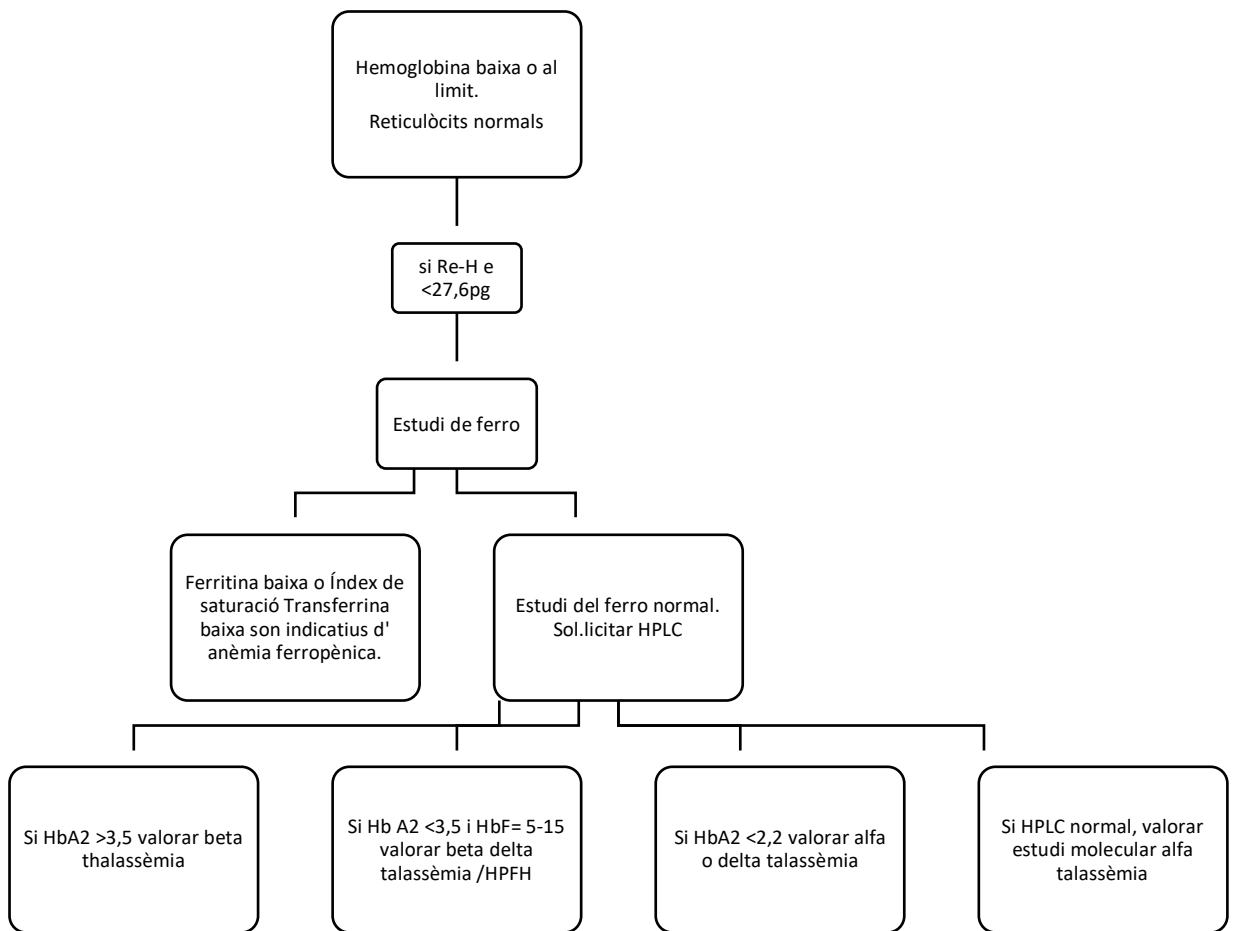 Hemoglobina baixa o al
limit.
Reticulòcits normals
si Re-H e
<27,6pg
Estudi de ferro
Ferritina baixa o Índex de
saturació Transferrina
baixa son indicatius d'
anèmia ferropènica.
Estudi del ferro normal.
Sol.licitar HPLC
Si HbA2 >3,5 valorar beta
thalassèmia
Si Hb A2 <3,5 i HbF= 5-15
valorar beta delta
talassèmia /HPFH
Si HbA2 <2,2 valorar alfa
o delta talassèmia
Si HPLC normal, valorar
estudi molecular alfa
talassèmia